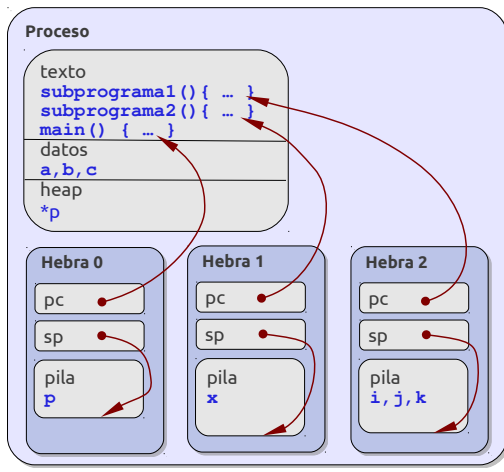 Proceso
texto
subprograma1(){ … }
subprograma2(){ … }
main() { … }
datos
a,b,c
heap
*p
Hebra 0
pc
sp
pila
p
Hebra 1
pc
sp
pila
x
Hebra 2
pc
sp
pila
i,j,k